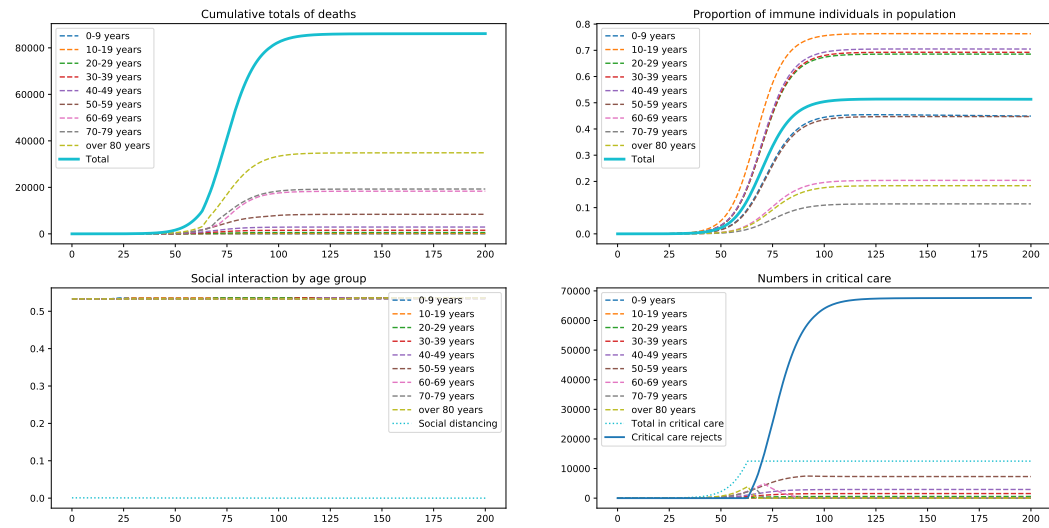 Cumulative totals of deaths
80000
60000
40000
20000
0
0-9 years
10-19 years
20-29 years
30-39 years
40-49 years
50-59 years
60-69 years
70-79 years
over 80 years
Total
0 25 50 75 100 125 150 175 200
Proportion of immune individuals in population
0.8
0.7
0.6
0.5
0.4
0.3
0.2
0.1
0.0
0-9 years
10-19 years
20-29 years
30-39 years
40-49 years
50-59 years
60-69 years
70-79 years
over 80 years
Total
0 25 50 75 100 125 150 175 200
Social interaction by age group
0.5
0.4
0.3
0.2
0.1
0.0
0-9 years
10-19 years
20-29 years
30-39 years
40-49 years
50-59 years
60-69 years
70-79 years
over 80 years
Social distancing
0 25 50 75 100 125 150 175 200
Numbers in critical care
70000
60000
50000
40000
30000
20000
10000
0
0-9 years
10-19 years
20-29 years
30-39 years
40-49 years
50-59 years
60-69 years
70-79 years
over 80 years
Total in critical care
Critical care rejects
0 25 50 75 100 125 150 175 200